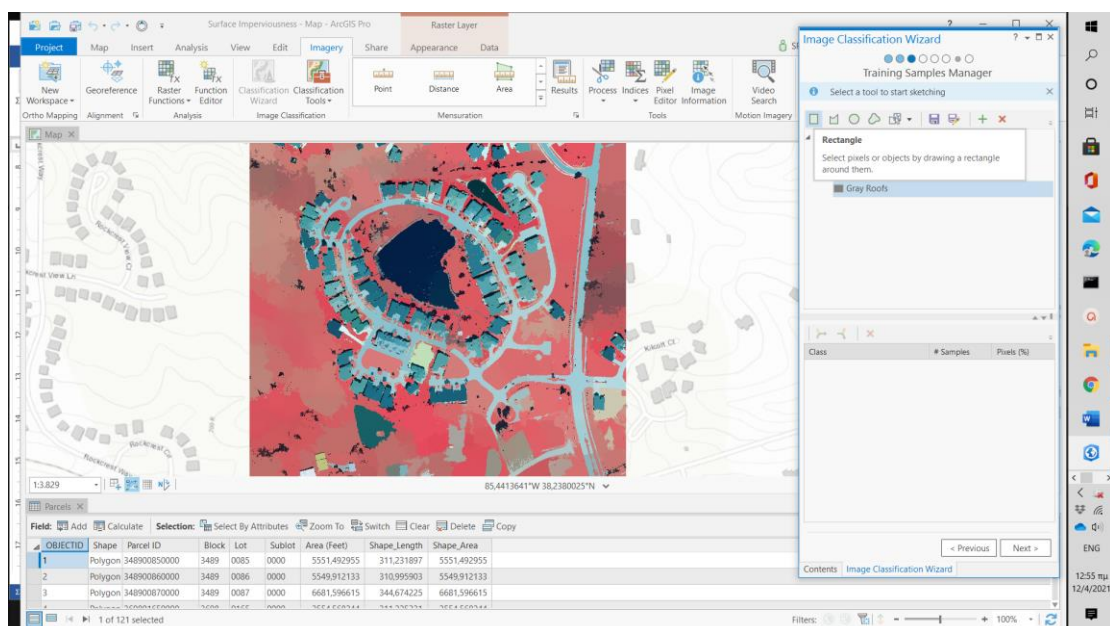 Surface Imperviousness - Map - ArcGIS Pro
Raster Layer
Project Map Insert Analysis View Edit Imagery Share Appearance Data
New Workspace
Georeference
Raster Functions
Function Editor
Classification Wizard
Classification Tools
Point
Distance
Area
Results
Process
Indices
Pixel Editor
Image Information
Video Search
Ortho Mapping Alignment Analysis Image Classification Mensuration Tools Motion Imagery
Map
Rockcrest View Ct
Rockcrest Way
Kikwit Ct
1:3.829
85,4413641°W 38,2380025°N
Parcels
Field: Add Calculate Selection: Select By Attributes Zoom To Switch Clear Delete Copy
OBJECTID Shape Parcel ID Block Lot Sublot Area (Feet) Shape_Length Shape_Area
1 Polygon 348900850000 3489 0085 0000 5551,492955 311,231897 5551,492955
2 Polygon 348900860000 3489 0086 0000 5549,912133 310,995903 5549,912133
3 Polygon 348900870000 3489 0087 0000 6681,596615 344,674225 6681,596615
1 of 121 selected
Filters:
100%
Image Classification Wizard
Training Samples Manager
Select a tool to start sketching
Rectangle
Select pixels or objects by drawing a rectangle
around them.
Gray Roofs
Class # Samples Pixels (%)
< Previous Next >
Contents Image Classification Wizard
ENG
12:55 πμ
12/4/2021